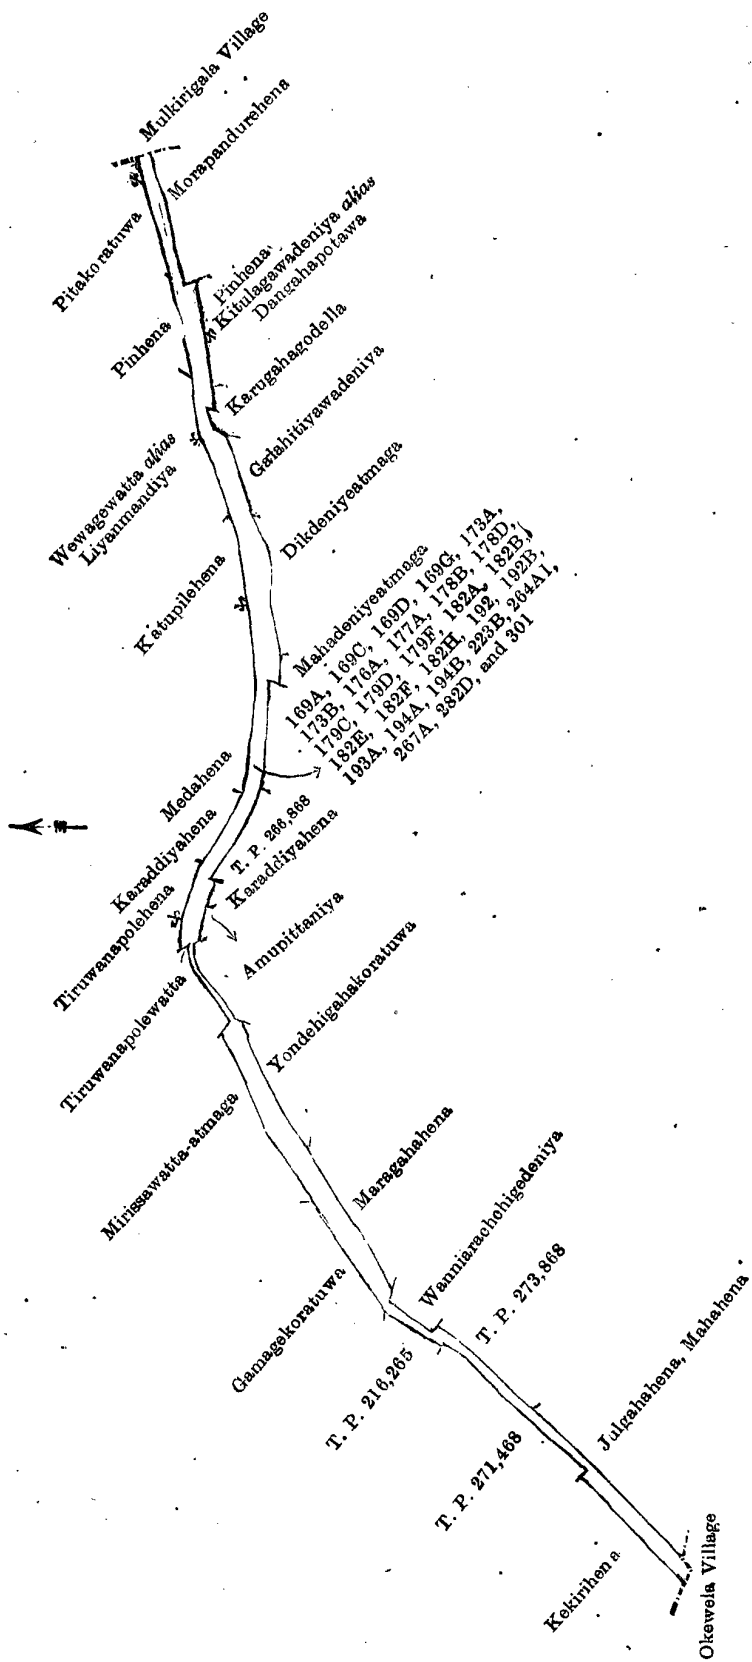 Mulkirigala Village
Morapandurehena
Pitakoratuwa
Pinhena
Kitulagawadeniya alias
Dangahapotawa
Pinhena
Karugahagodella
Galahitiyawadeniya
Wewagewatta alias
Liyanmandiya
Dikdeniyeatmaga
Katupilehena
Mahadeniyeatmaga
169A, 169C, 169D, 169G, 173A,
173B, 176A, 177A, 178B, 178D,
179C, 179D, 179F, 182A, 182B,
182E, 182F, 182H, 192, 192B,
193A, 194A, 194B, 223B, 264A1,
267A, 282D, and 301
Medahena
T. P. 266,868
Karaddiyahena
Karaddiyahena
Tiruwanapolehena
Amupittaniya
Tiruwanapolewatta
Yondehigahakoratuwa
Mirissawatta-atmaga
Maragahahena
Gamagekoratuwa
Wanniarachchigedeniya
T. P. 216,265
T. P. 273,868
T. P. 271,468
Julgahahena, Mahahena
Kekirihena
Okewela Village